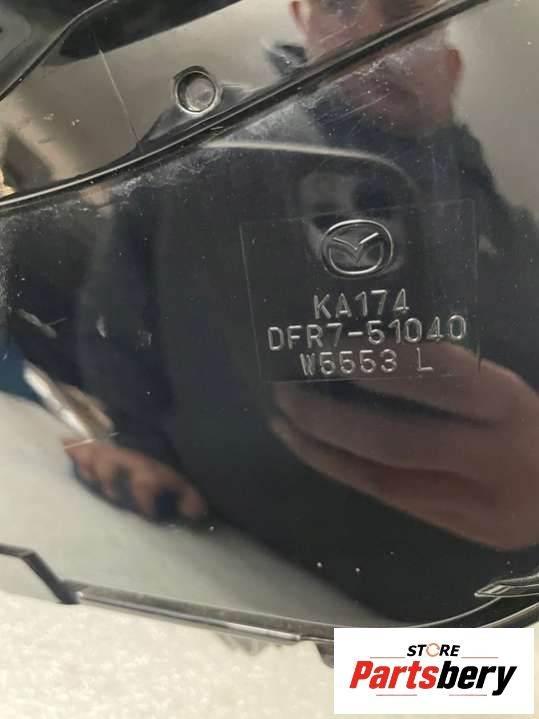 KA174
DFR7-51040
W5553 L
STORE
Partsbery